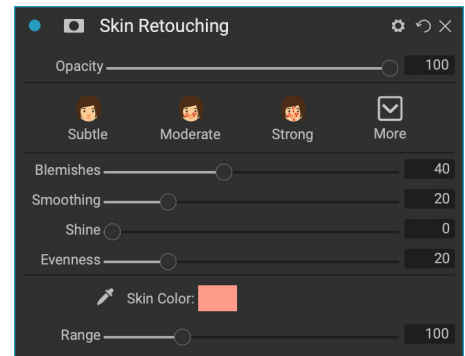 Skin Retouching
Opacity 100
Subtle Moderate Strong More
Blemishes 40
Smoothing 20
Shine 0
Evenness 20
Skin Color:
Range 100